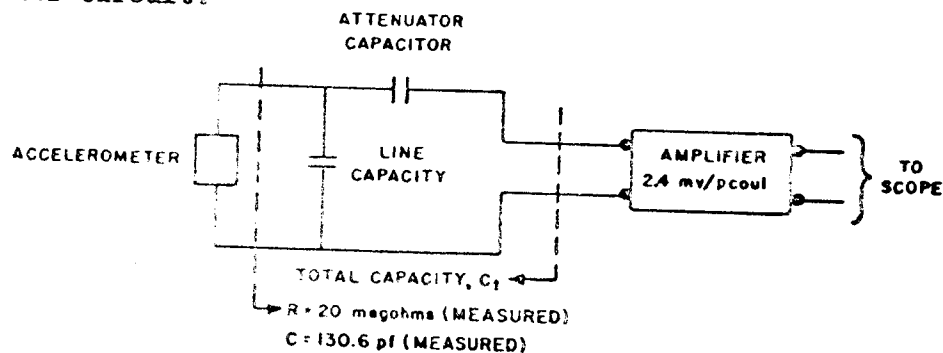 ATTENUATOR
CAPACITOR
ACCELEROMETER
LINE
CAPACITY
AMPLIFIER
2.4 mv/pcoul
TO
SCOPE
TOTAL CAPACITY, Ct
R = 20 megohms (MEASURED)
C = 130.6 pf (MEASURED)